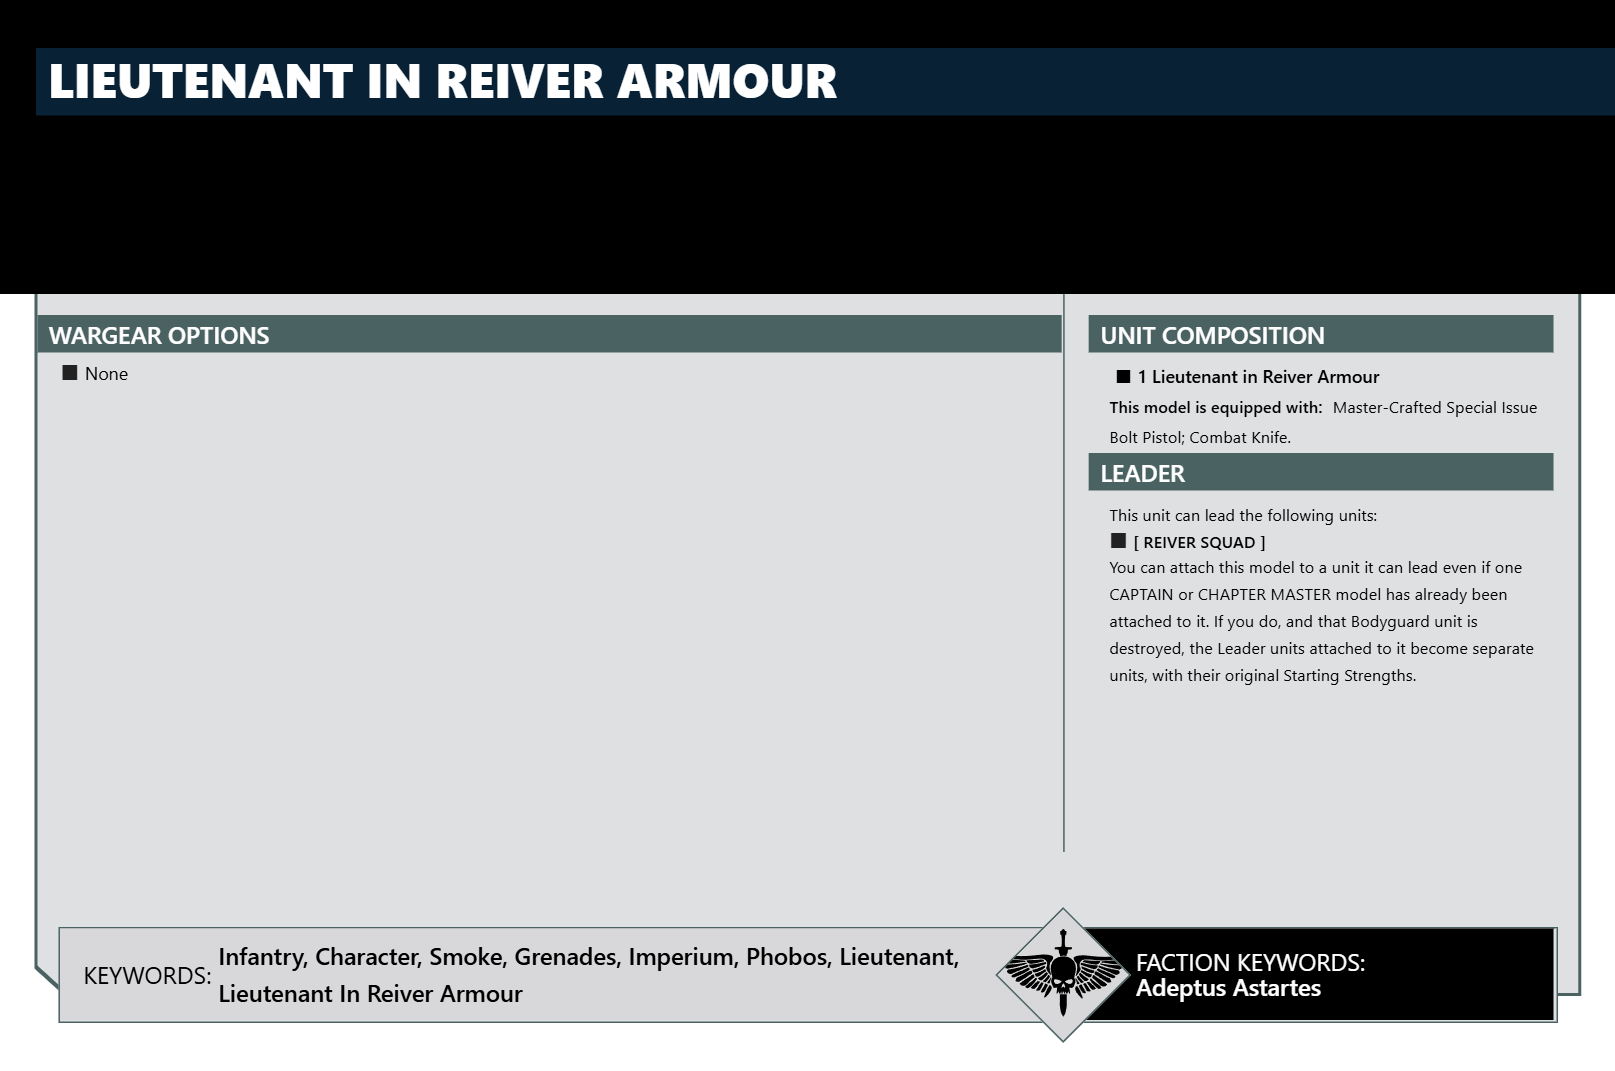 LIEUTENANT IN REIVER ARMOUR
WARGEAR OPTIONS
■ None
UNIT COMPOSITION
■ 1 Lieutenant in Reiver Armour
This model is equipped with: Master-Crafted Special Issue
Bolt Pistol; Combat Knife.
LEADER
This unit can lead the following units:
■ [ REIVER SQUAD ]
You can attach this model to a unit it can lead even if one
CAPTAIN or CHAPTER MASTER model has already been
attached to it. If you do, and that Bodyguard unit is
destroyed, the Leader units attached to it become separate
units, with their original Starting Strengths.
KEYWORDS: Infantry, Character, Smoke, Grenades, Imperium, Phobos, Lieutenant,
Lieutenant In Reiver Armour
FACTION KEYWORDS:
Adeptus Astartes